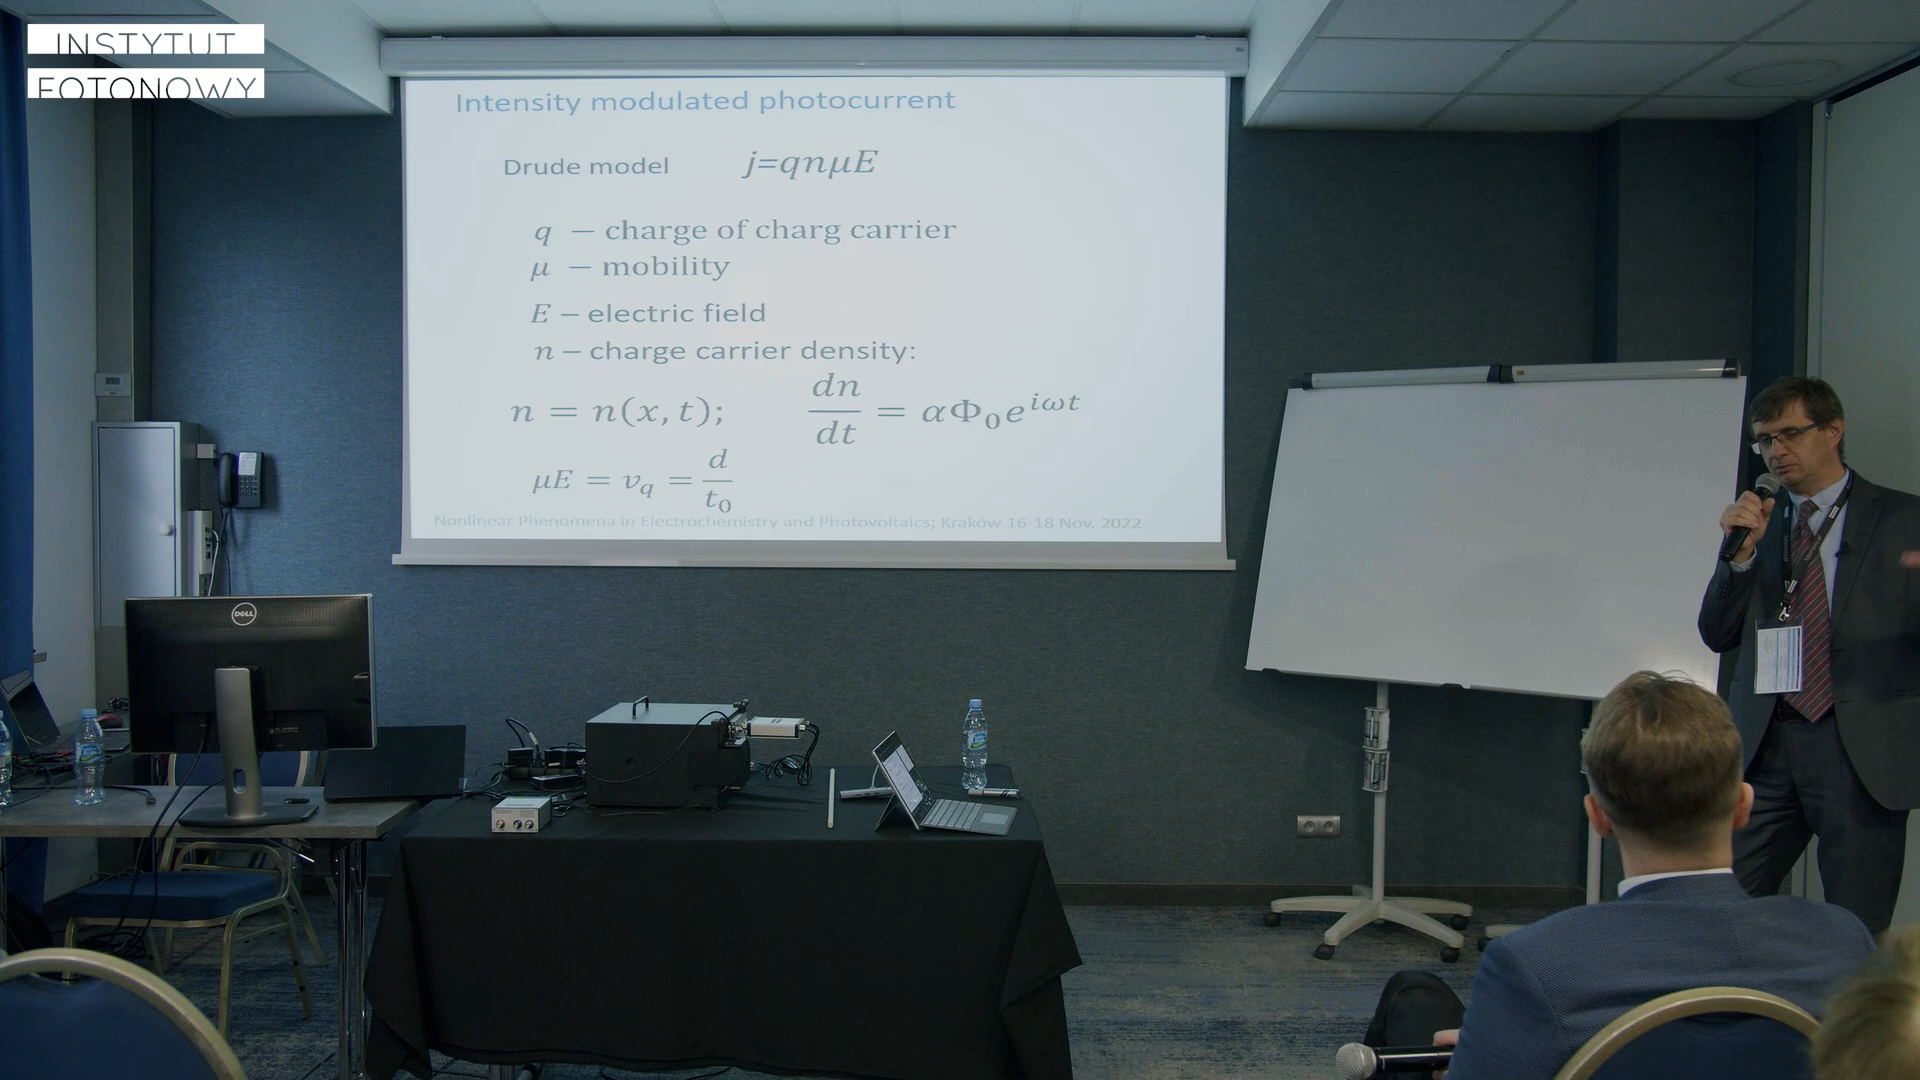 INSTYTUT
FOTONOWY
Intensity modulated photocurrent
Drude model j=qnμE
q – charge of charg carrier
μ – mobility
E – electric field
n – charge carrier density:
n = n(x, t); dn/dt = αΦ₀e^{iωt}
μE = v_q = d/t₀
Nonlinear Phenomena in Electrochemistry and Photovoltaics; Kraków 16-18 Nov. 2022
DELL